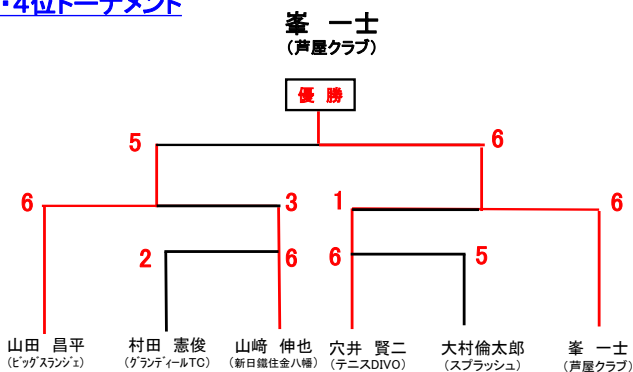 ・4位トーナメント
峯　一士
（芦屋クラブ）
優　勝
5
6
6
3
1
6
2
6
6
5
山田　昌平
（ビッグスランジェ）
村田　憲俊
（グランディールTC）
山﨑　伸也
（新日鐵住金八幡）
穴井　賢二
（テニスDIVO）
大村倫太郎
（スプラッシュ）
峯　一士
（芦屋クラブ）